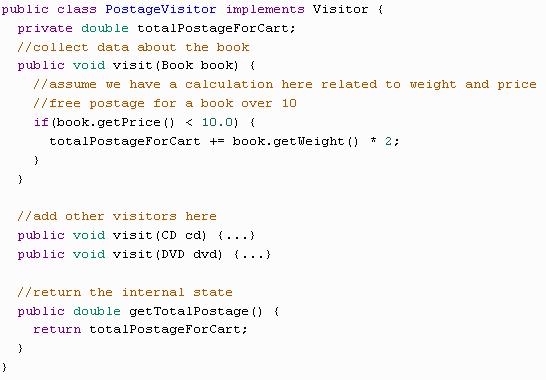 public class PostageVisitor implements Visitor {
  private double totalPostageForCart;
  //collect data about the book
  public void visit(Book book) {
    //assume we have a calculation here related to weight and price
    //free postage for a book over 10
    if(book.getPrice() < 10.0) {
      totalPostageForCart += book.getWeight() * 2;
    }
  }

  //add other visitors here
  public void visit(CD cd) {...}
  public void visit(DVD dvd) {...}

  //return the internal state
  public double getTotalPostage() {
    return totalPostageForCart;
  }
}